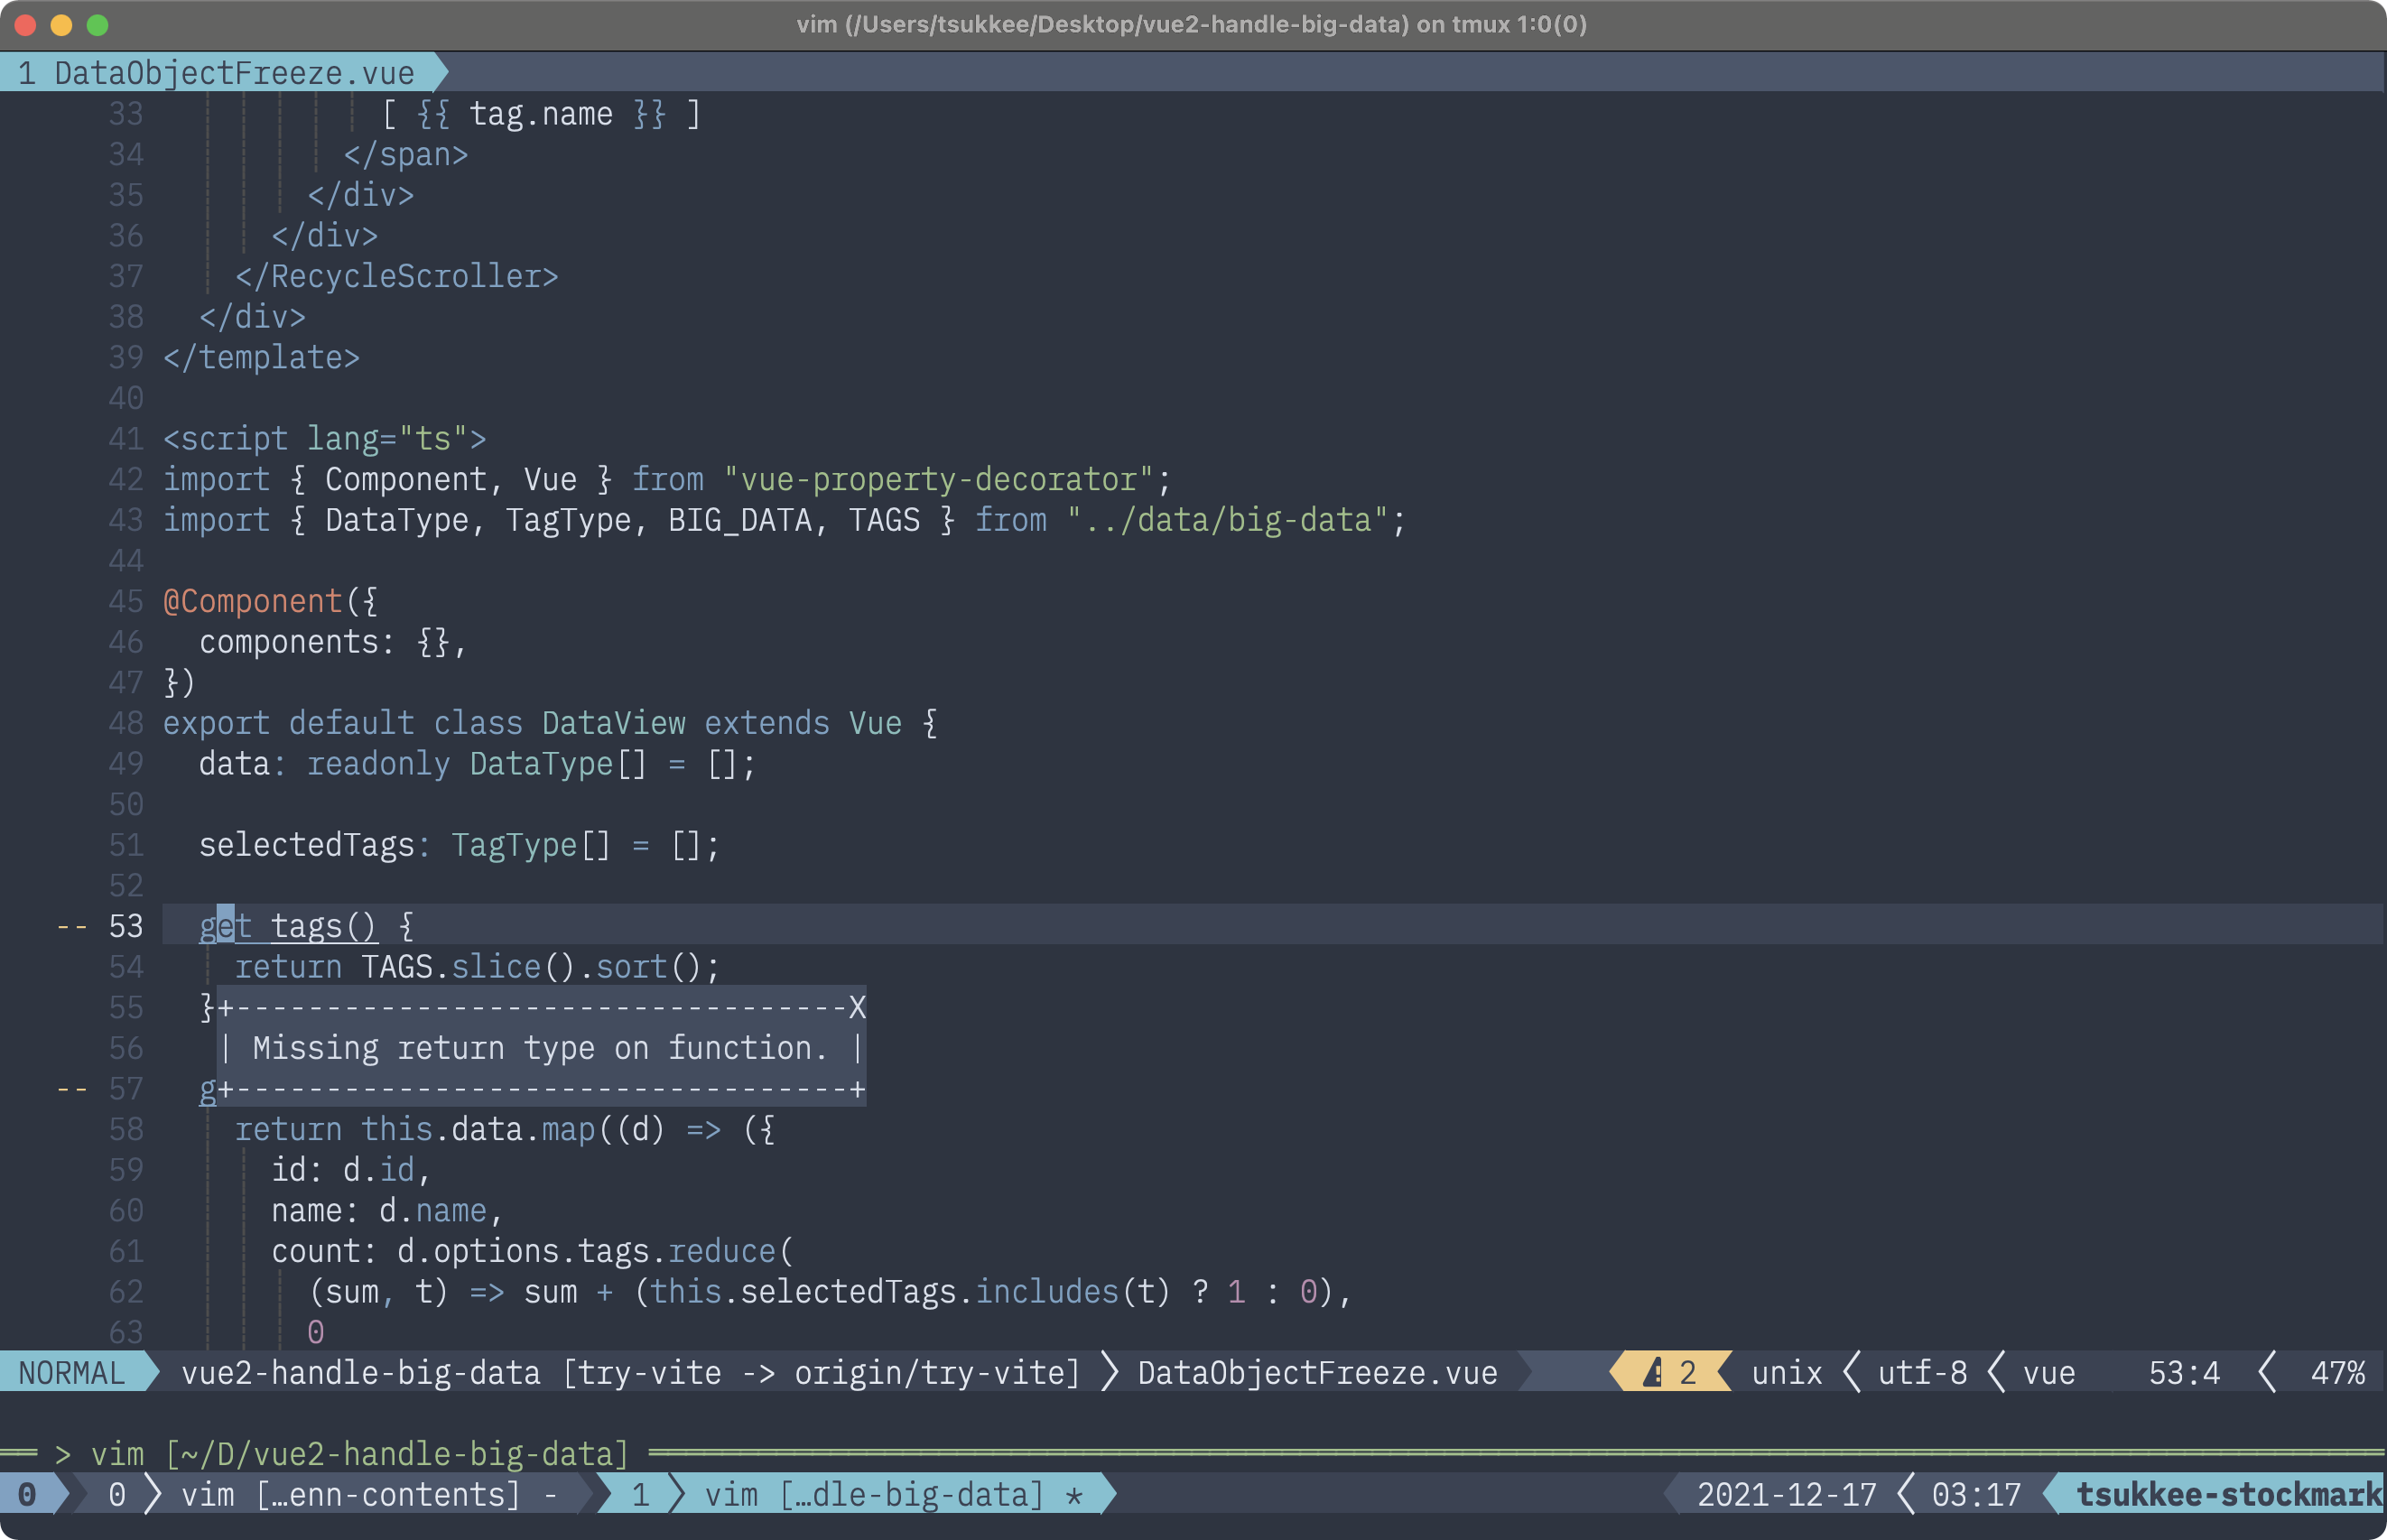 vim (/Users/tsukkee/Desktop/vue2-handle-big-data) on tmux 1:0(0)
1 DataObjectFreeze.vue
33 [ {{ tag.name }} ]
34 </span>
35 </div>
36 </div>
37 </RecycleScroller>
38 </div>
39 </template>
40
41 <script lang="ts">
42 import { Component, Vue } from "vue-property-decorator";
43 import { DataType, TagType, BIG_DATA, TAGS } from "../data/big-data";
44
45 @Component({
46 components: {},
47 })
48 export default class DataView extends Vue {
49 data: readonly DataType[] = [];
50
51 selectedTags: TagType[] = [];
52
-- 53 get tags() {
54 return TAGS.slice().sort();
55 }+----------------------------------X
56 | Missing return type on function. |
-- 57 g+----------------------------------+
58 return this.data.map((d) => ({
59 id: d.id,
60 name: d.name,
61 count: d.options.tags.reduce(
62 (sum, t) => sum + (this.selectedTags.includes(t) ? 1 : 0),
63 0
NORMAL vue2-handle-big-data [try-vite -> origin/try-vite] DataObjectFreeze.vue 2 unix utf-8 vue 53:4 47%
══ > vim [~/D/vue2-handle-big-data] ══
0 0 vim […enn-contents] - 1 vim […dle-big-data] * 2021-12-17 03:17 tsukkee-stockmark